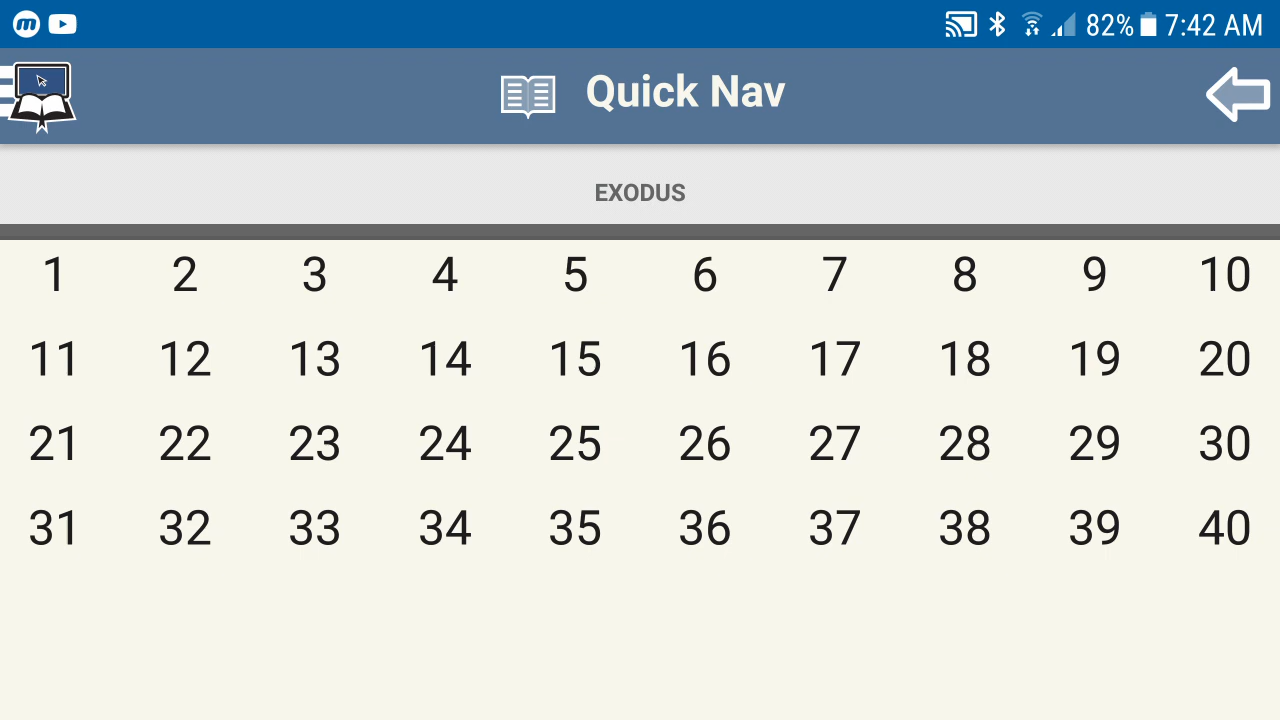 82% 7:42 AM
Quick Nav
EXODUS
1 2 3 4 5 6 7 8 9 10
11 12 13 14 15 16 17 18 19 20
21 22 23 24 25 26 27 28 29 30
31 32 33 34 35 36 37 38 39 40